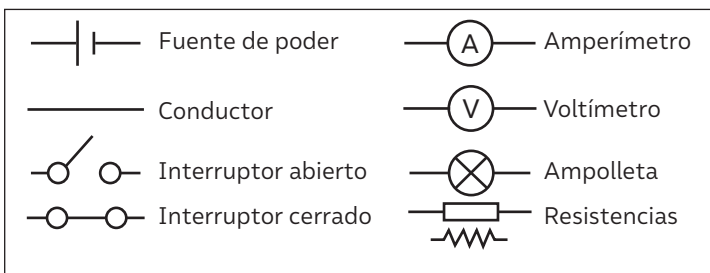 Fuente de poder
A Amperímetro
Conductor
V Voltímetro
Interruptor abierto
Ampolleta
Interruptor cerrado
Resistencias